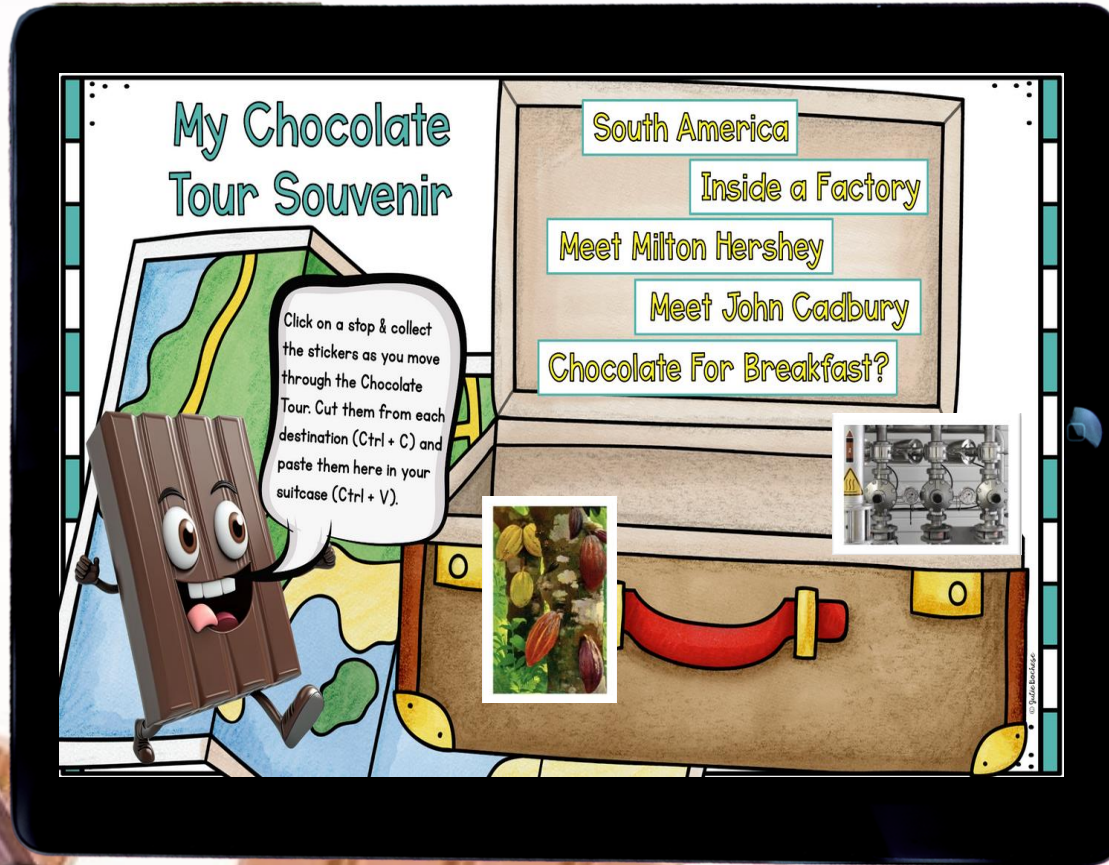 My Chocolate
Tour Souvenir
South America
Inside a Factory
Meet Milton Hershey
Meet John Cadbury
Chocolate For Breakfast?
Click on a stop & collect
the stickers as you move
through the Chocolate
Tour. Cut them from each
destination (Ctrl + C) and
paste them here in your
suitcase (Ctrl + V).
© Julie Bochese